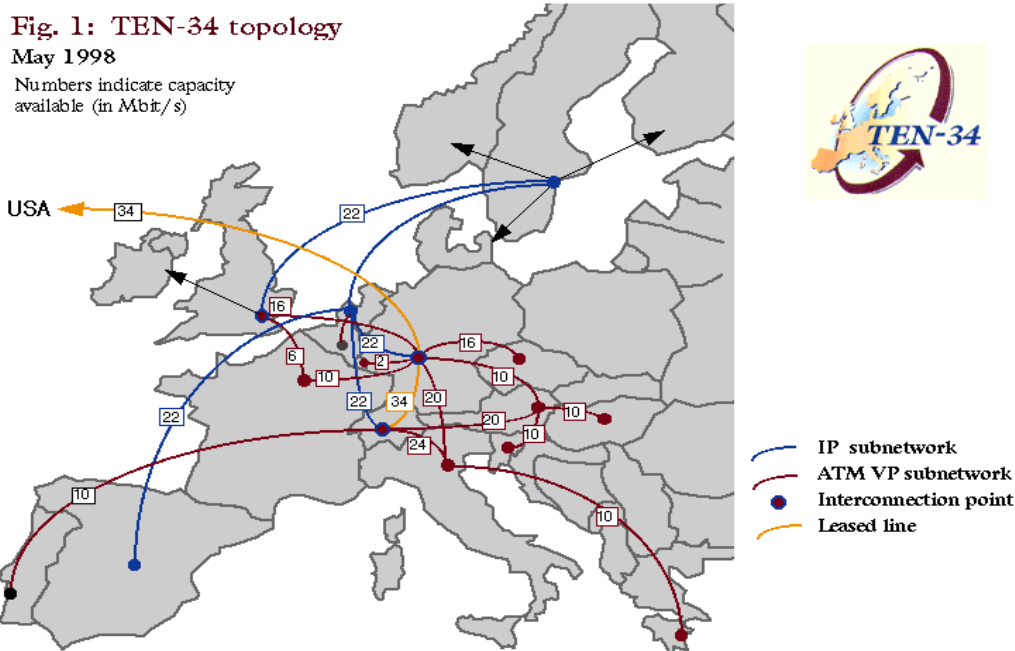 Fig. 1: TEN-34 topology
May 1998
Numbers indicate capacity
available (in Mbit/s)
TEN-34
USA
34
22
16
6
10
22
2
16
10
22
34
20
20
10
10
24
22
10
10
IP subnetwork
ATM VP subnetwork
Interconnection point
Leased line